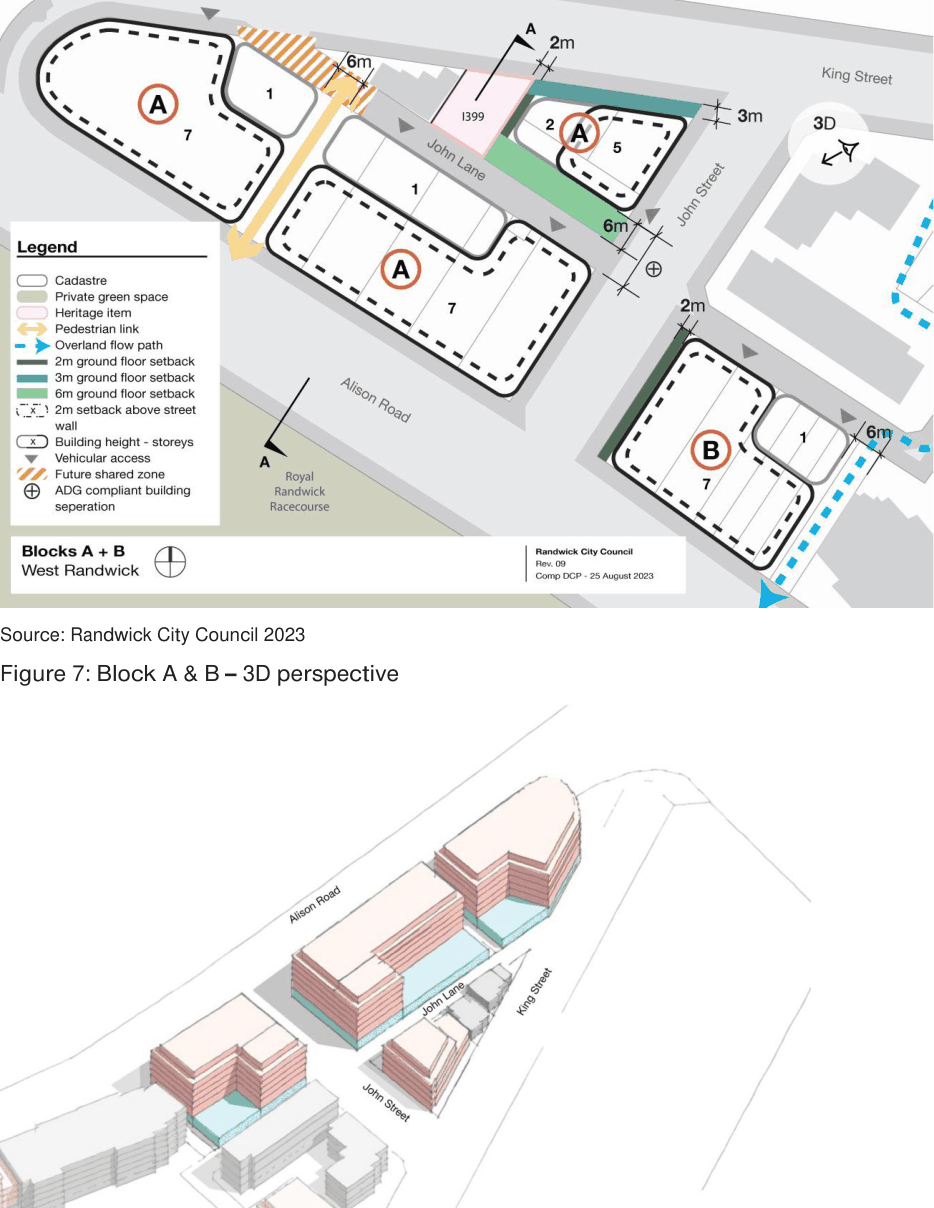 A
2m
King Street
6m
A
1
7
I399
2
A
5
3m
3D
John Lane
John Street
1
6m
A
7
2m
Legend
Cadastre
Private green space
Heritage item
Pedestrian link
Overland flow path
2m ground floor setback
3m ground floor setback
6m ground floor setback
x
2m setback above street
wall
x
Building height - storeys
Vehicular access
Future shared zone
ADG compliant building
seperation
Alison Road
A
Royal
Randwick
Racecourse
1
6m
B
7
Blocks A + B
West Randwick
Randwick City Council
Rev. 09
Comp DCP - 25 August 2023
Source: Randwick City Council 2023
Figure 7: Block A & B – 3D perspective
Alison Road
John Lane
King Street
John Street